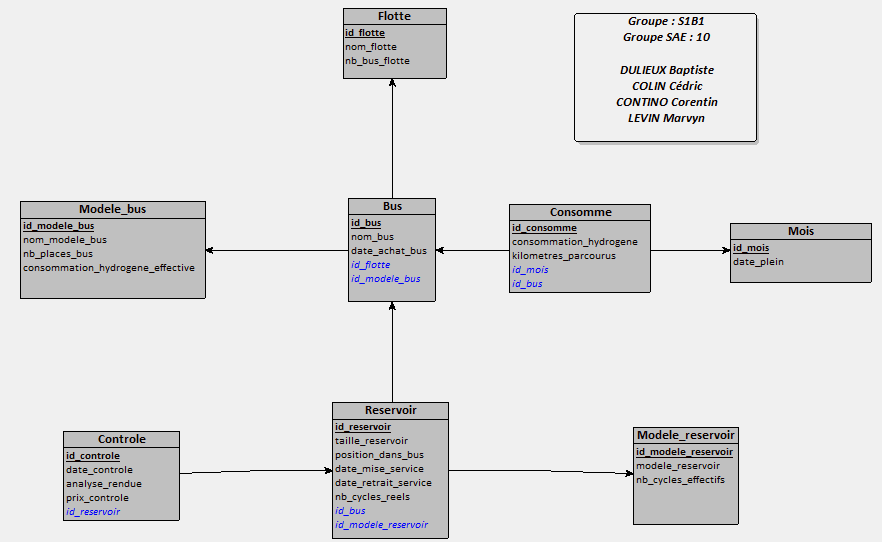 Flotte
id_flotte
nom_flotte
nb_bus_flotte
Groupe : S1B1
Groupe SAE : 10
DULIEUX Baptiste
COLIN Cédric
CONTINO Corentin
LEVIN Marvyn
Modele_bus
id_modele_bus
nom_modele_bus
nb_places_bus
consommation_hydrogene_effective
Bus
id_bus
nom_bus
date_achat_bus
id_flotte
id_modele_bus
Consomme
id_consomme
consommation_hydrogene
kilometres_parcourus
id_mois
id_bus
Mois
id_mois
date_plein
Controle
id_controle
date_controle
analyse_rendue
prix_controle
id_reservoir
Reservoir
id_reservoir
taille_reservoir
position_dans_bus
date_mise_service
date_retrait_service
nb_cycles_reels
id_bus
id_modele_reservoir
Modele_reservoir
id_modele_reservoir
modele_reservoir
nb_cycles_effectifs